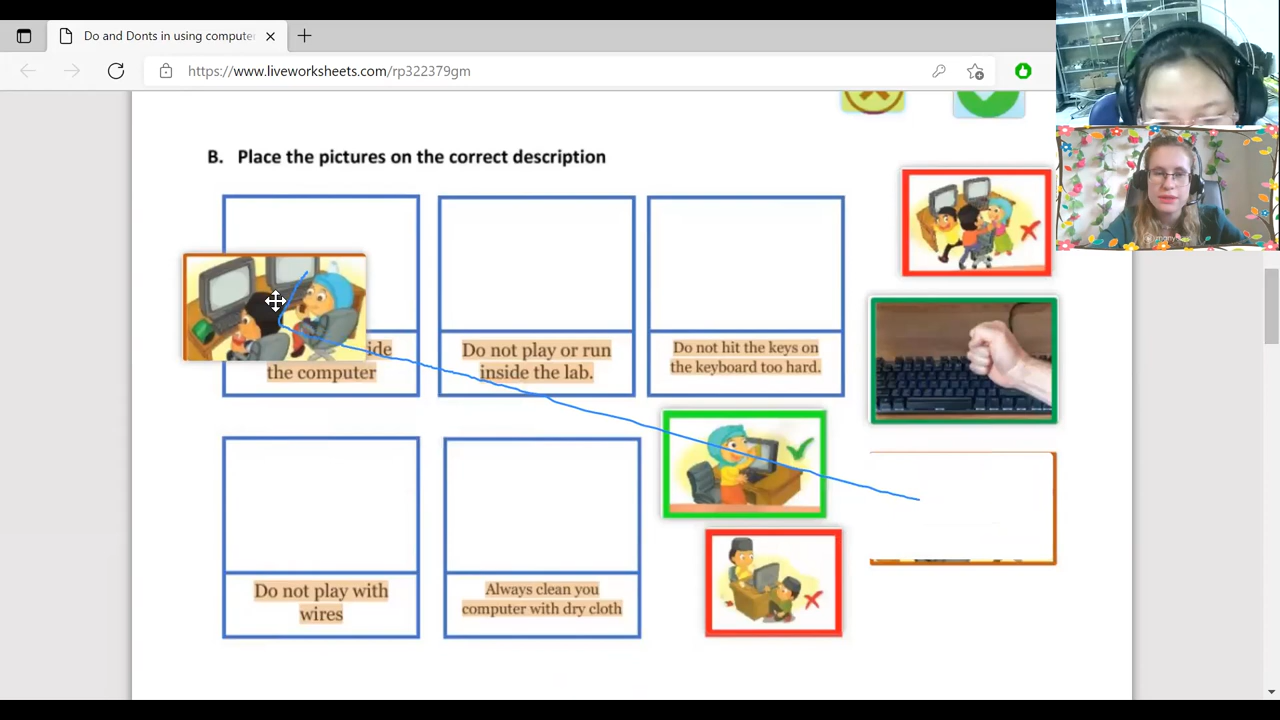 Do and Donts in using compute
https://www.liveworksheets.com/rp322379gm
B. Place the pictures on the correct description
ide
the computer
Do not play or run
inside the lab.
Do not hit the keys on
the keyboard too hard.
Do not play with
wires
Always clean you
computer with dry cloth